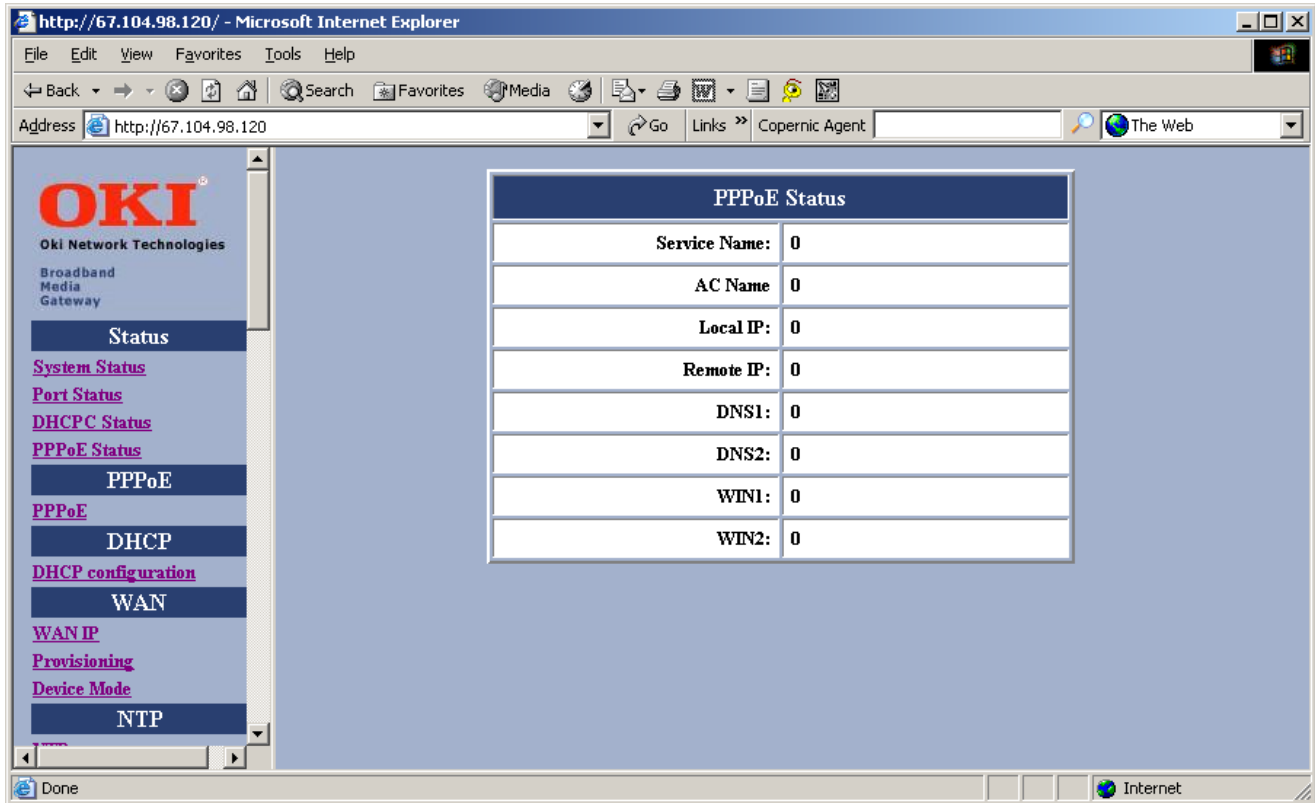 http://67.104.98.120/ - Microsoft Internet Explorer
File Edit View Favorites Tools Help
Back Search Favorites Media
Address http://67.104.98.120 Go Links » Copernic Agent The Web
OKI®
Oki Network Technologies
Broadband
Media
Gateway
Status
System Status
Port Status
DHCPC Status
PPPoE Status
PPPoE
PPPoE
DHCP
DHCP configuration
WAN
WAN IP
Provisioning
Device Mode
NTP
PPPoE Status
Service Name: 0
AC Name 0
Local IP: 0
Remote IP: 0
DNS1: 0
DNS2: 0
WIN1: 0
WIN2: 0
Done Internet